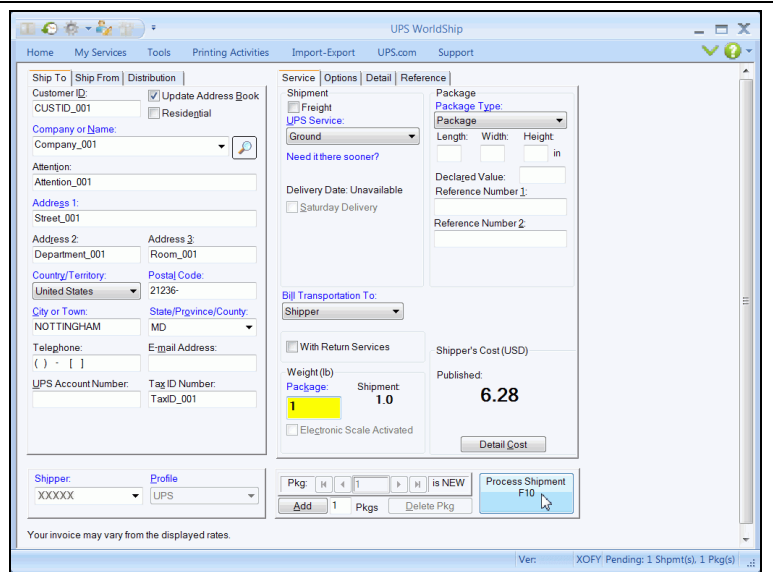 UPS WorldShip
Home My Services Tools Printing Activities Import-Export UPS.com Support
Ship To Ship From Distribution
Customer ID:
Update Address Book
CUSTID_001
Residential
Company or Name:
Company_001
Attention:
Attention_001
Address 1:
Street_001
Address 2: Address 3:
Department_001 Room_001
Country/Territory: Postal Code:
United States 21236-
City or Town: State/Province/County:
NOTTINGHAM MD
Telephone: E-mail Address:
( ) - [ ]
UPS Account Number: Tax ID Number:
TaxID_001
Shipper: Profile
XXXXX UPS
Service Options Detail Reference
Shipment
Freight
UPS Service:
Ground
Need it there sooner?
Delivery Date: Unavailable
Saturday Delivery
Package
Package Type:
Package
Length: Width: Height:
in
Declared Value:
Reference Number 1:
Reference Number 2:
Bill Transportation To:
Shipper
With Return Services
Weight (lb)
Package: Shipment:
1 1.0
Electronic Scale Activated
Shipper's Cost (USD)
Published:
6.28
Detail Cost
Pkg: 1 is NEW
Add 1 Pkgs Delete Pkg
Process Shipment
F10
Your invoice may vary from the displayed rates.
Ver: XOFY Pending: 1 Shpmt(s), 1 Pkg(s)